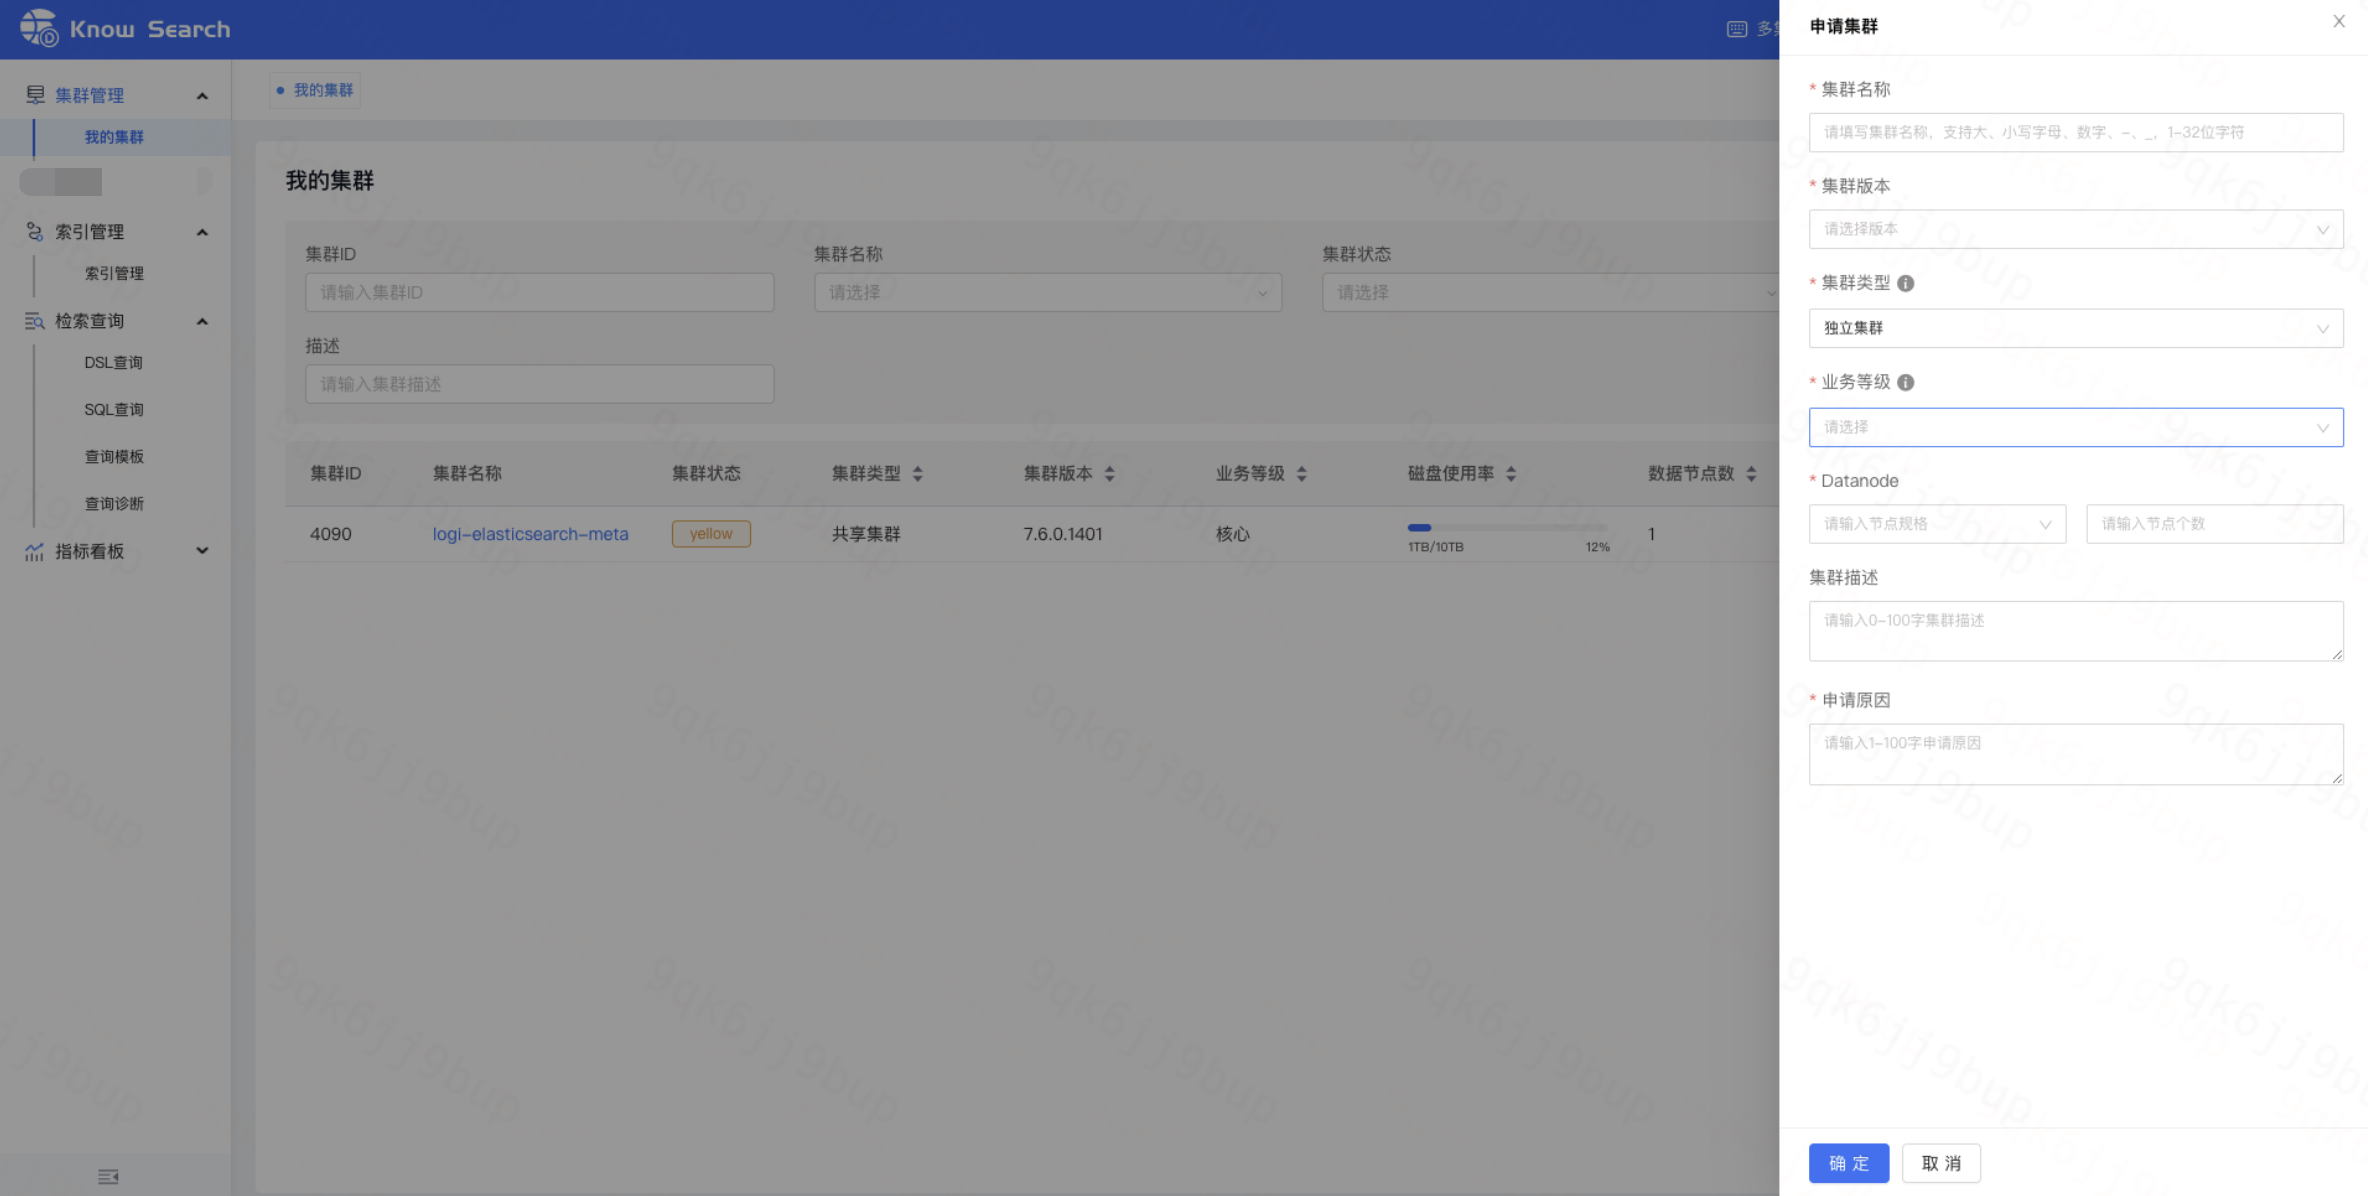 Know Search
多集
集群管理
我的集群
索引管理
索引管理
检索查询
DSL查询
SQL查询
查询模板
查询诊断
指标看板
我的集群
我的集群
集群ID 集群名称 集群状态
请输入集群ID 请选择 请选择
描述
请输入集群描述
集群ID 集群名称 集群状态 集群类型 集群版本 业务等级 磁盘使用率 数据节点数
4090 logi-elasticsearch-meta yellow 共享集群 7.6.0.1401 核心 1TB/10TB 12% 1
申请集群
* 集群名称
请填写集群名称，支持大、小写字母、数字、-、_，1-32位字符
* 集群版本
请选择版本
* 集群类型
独立集群
* 业务等级
请选择
* Datanode
请输入节点规格 请输入节点个数
集群描述
请输入0-100字集群描述
* 申请原因
请输入1-100字申请原因
确 定 取 消
9qk6jj9bup